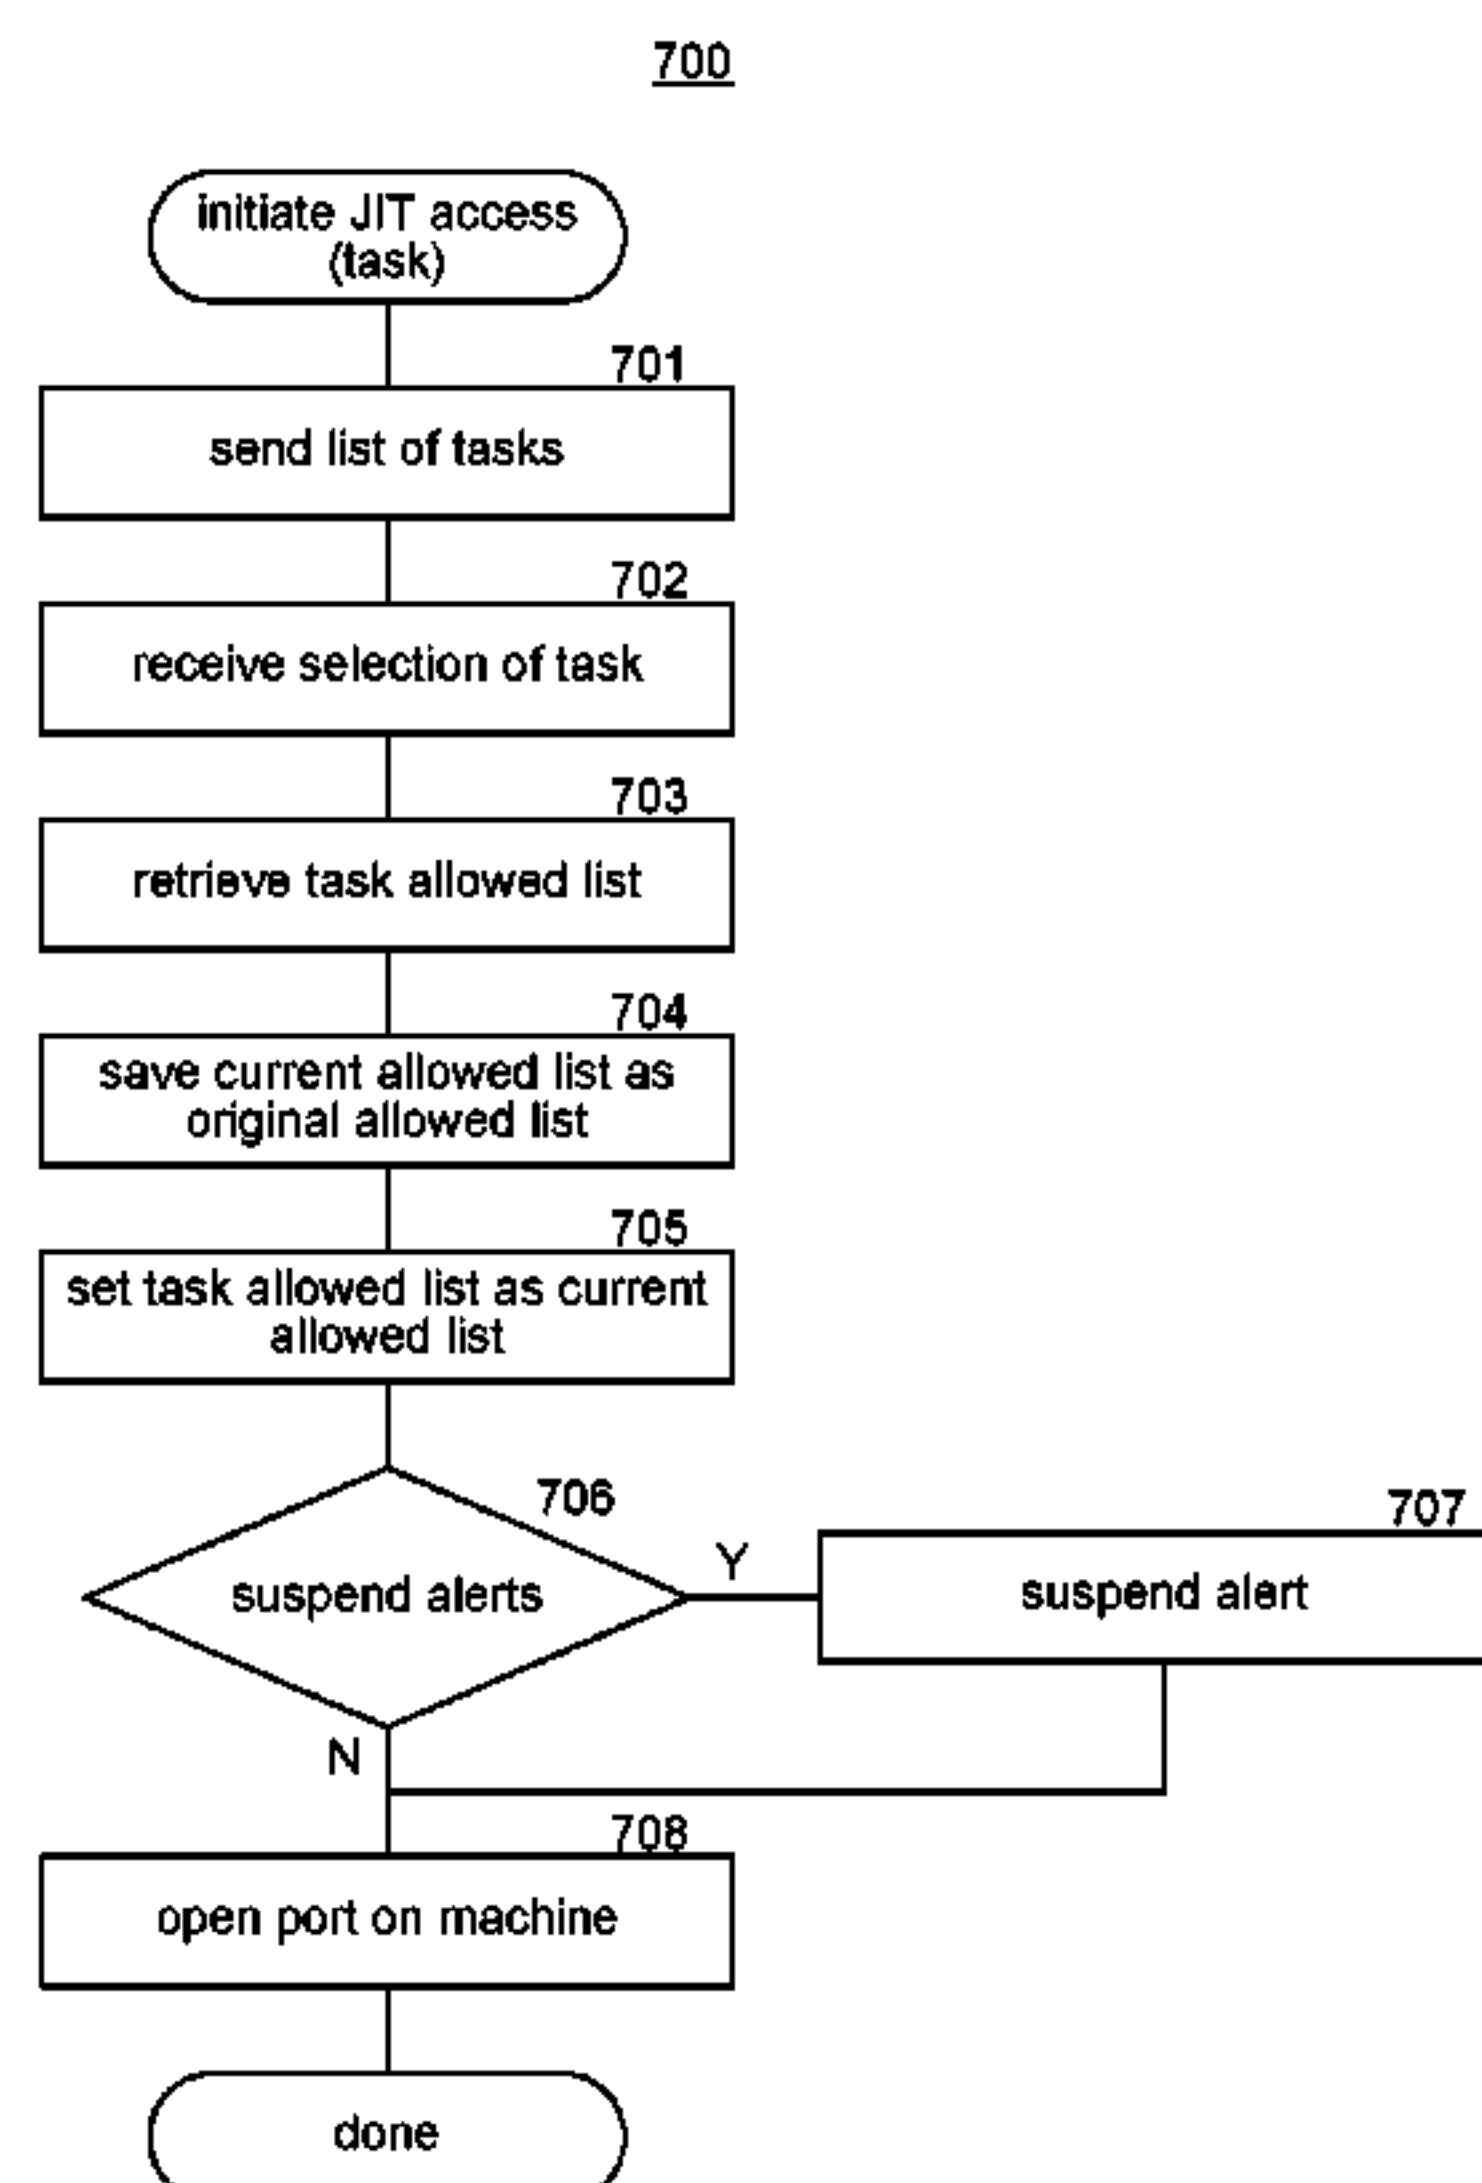 700
initiate JIT access
(task)
701
send list of tasks
702
receive selection of task
703
retrieve task allowed list
704
save current allowed list as
original allowed list
705
set task allowed list as current
allowed list
706
suspend alerts
Y
707
suspend alert
N
708
open port on machine
done